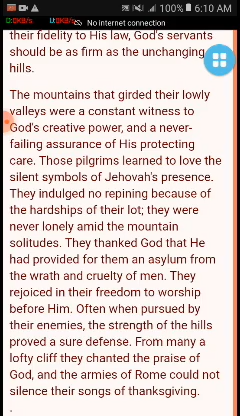 0KB/s 0KB/s 100% 6:10 AM
No internet connection
their fidelity to His law, God's servants
should be as firm as the unchanging
hills.
The mountains that girded their lowly
valleys were a constant witness to
God's creative power, and a never-
failing assurance of His protecting
care. Those pilgrims learned to love the
silent symbols of Jehovah's presence.
They indulged no repining because of
the hardships of their lot; they were
never lonely amid the mountain
solitudes. They thanked God that He
had provided for them an asylum from
the wrath and cruelty of men. They
rejoiced in their freedom to worship
before Him. Often when pursued by
their enemies, the strength of the hills
proved a sure defense. From many a
lofty cliff they chanted the praise of
God, and the armies of Rome could not
silence their songs of thanksgiving.